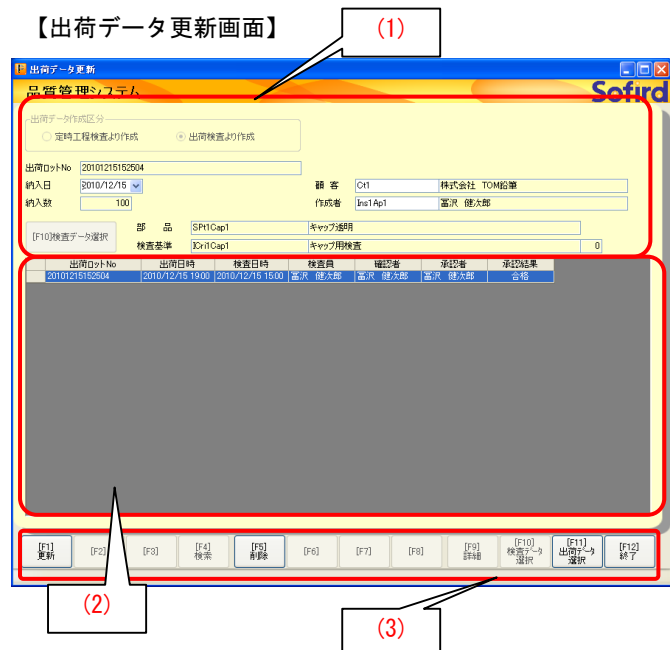 【出荷データ更新画面】
(1)
出荷データ更新
品質管理システム
Sofird
出荷データ作成区分
定時工程検査より作成 出荷検査より作成
出荷ロットNo 20101215152504
納入日 2010/12/15 顧 客 Ct1 株式会社 TOM鉛筆
納入数 100 作成者 Ins1Ap1 冨沢 健次郎
[F10]検査データ選択
部 品 SPt1Cap1 キャップ透明
検査基準 ICri1Cap1 キャップ用検査 0
出荷ロットNo 出荷日時 検査日時 検査員 確認者 承認者 承認結果
20101215152504 2010/12/15 19:00 2010/12/15 15:00 冨沢 健次郎 冨沢 健次郎 冨沢 健次郎 合格
[F1] 更新 [F2] [F3] [F4] 検索 [F5] 削除 [F6] [F7] [F8] [F9] 詳細 [F10] 検査データ 選択 [F11] 出荷データ 選択 [F12] 終了
(2)
(3)